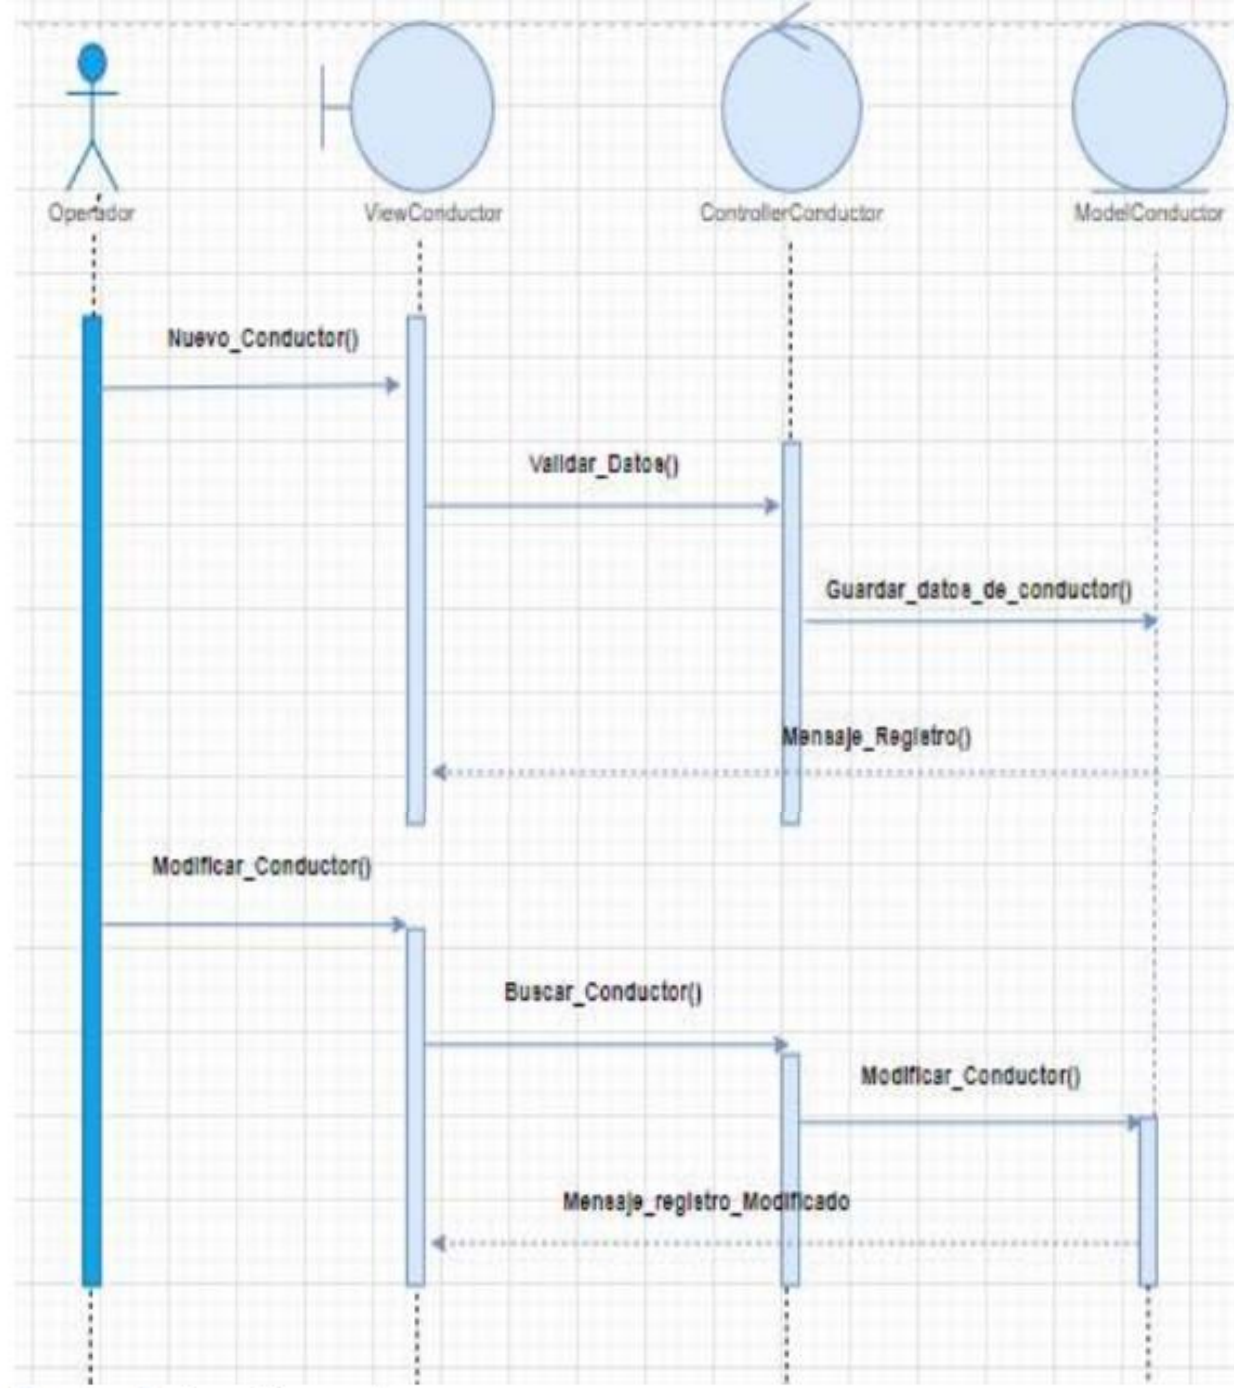 Operador
ViewConductor
ControllerConductor
ModelConductor
Nuevo_Conductor()
Validar_Datos()
Guardar_datos_de_conductor()
Mensaje_Registro()
Modificar_Conductor()
Buscar_Conductor()
Modificar_Conductor()
Mensaje_registro_Modificado